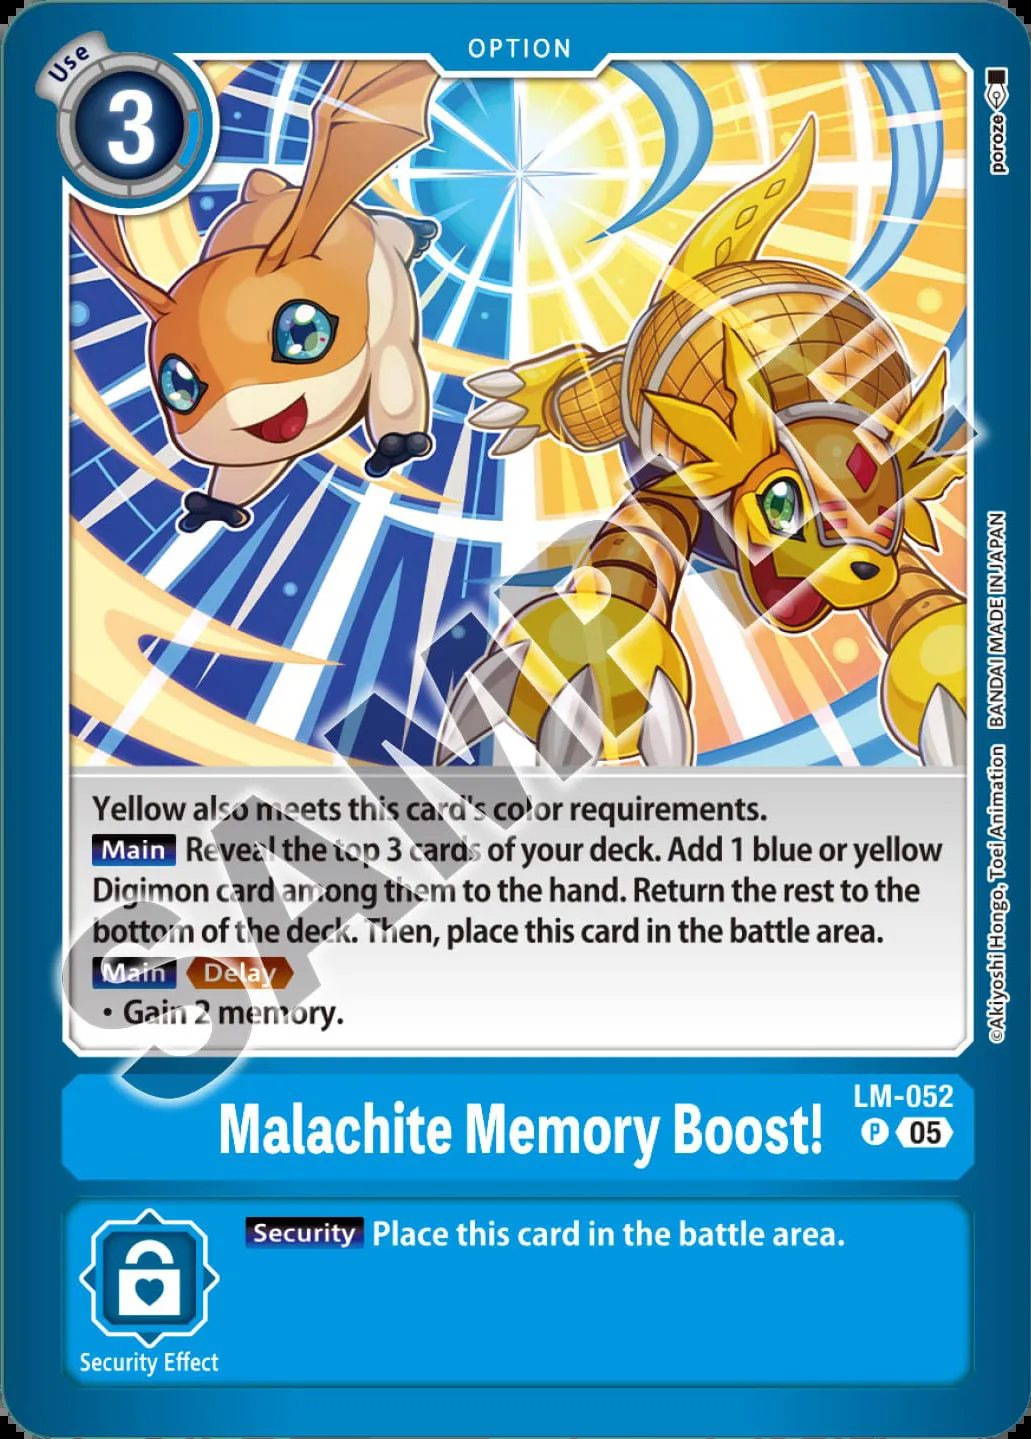 OPTION
Use
3
poroze
Yellow also meets this card's color requirements.
Main Reveal the top 3 cards of your deck. Add 1 blue or yellow
Digimon card among them to the hand. Return the rest to the
bottom of the deck. Then, place this card in the battle area.
Main Delay
・Gain 2 memory.
SAMPLE
©Akiyoshi Hongo, Toei Animation BANDAI MADE IN JAPAN
LM-052
Malachite Memory Boost!
P 05
Security Place this card in the battle area.
Security Effect